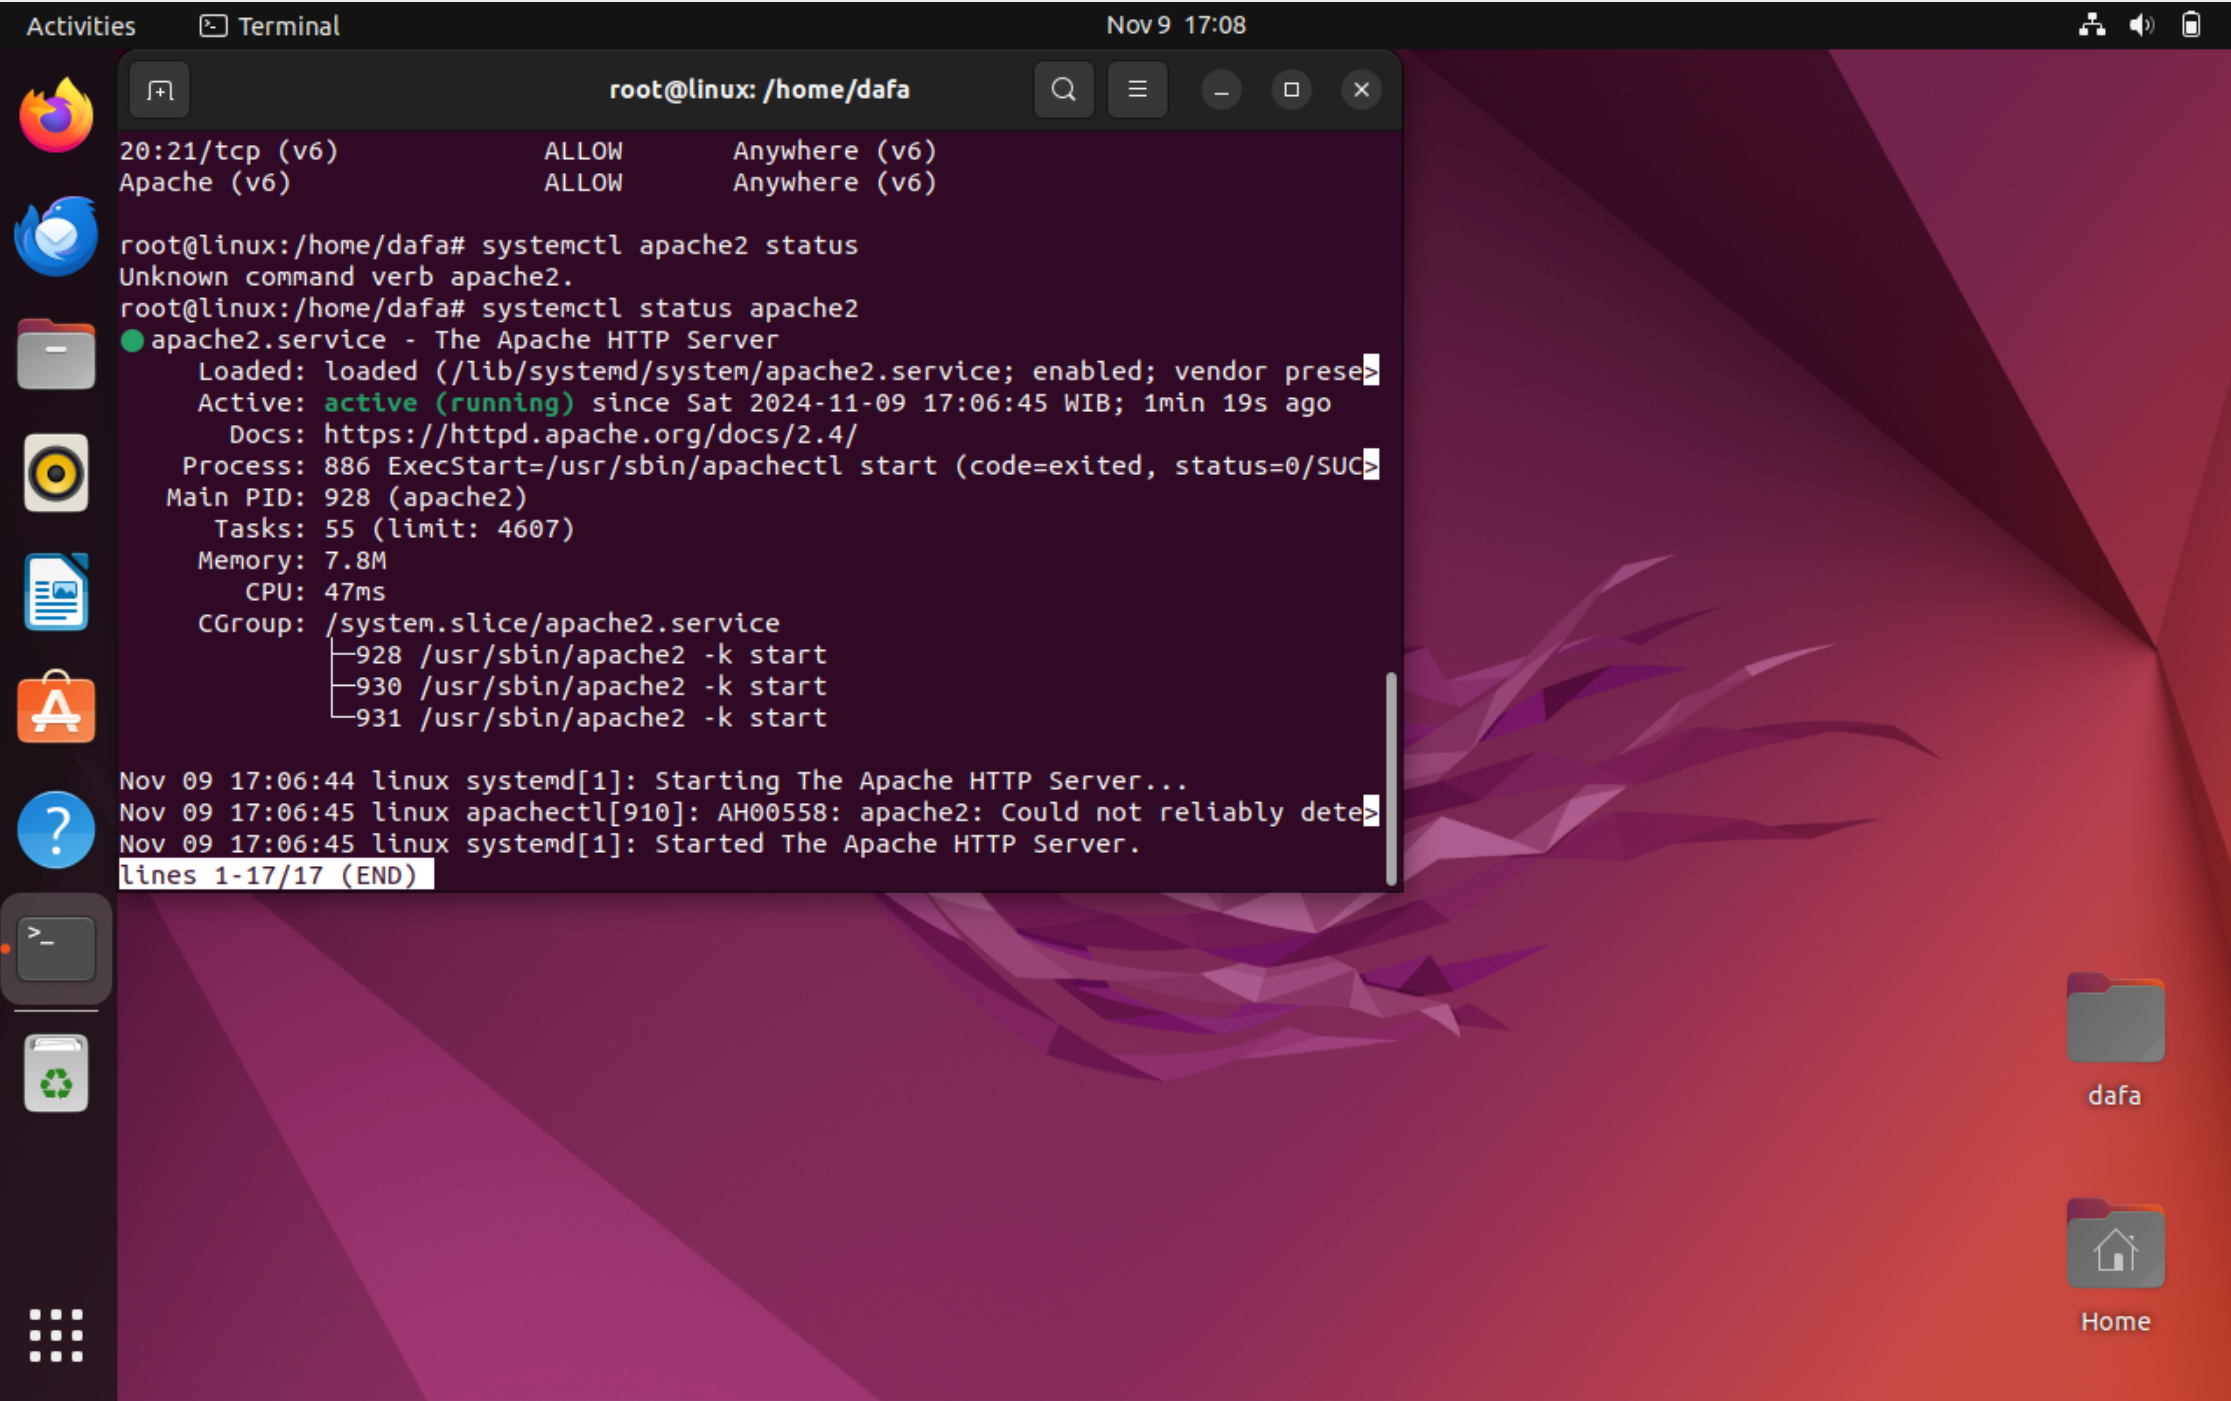 Activities Terminal Nov 9 17:08
root@linux: /home/dafa
20:21/tcp (v6) ALLOW Anywhere (v6)
Apache (v6) ALLOW Anywhere (v6)
root@linux:/home/dafa# systemctl apache2 status
Unknown command verb apache2.
root@linux:/home/dafa# systemctl status apache2
● apache2.service - The Apache HTTP Server
Loaded: loaded (/lib/systemd/system/apache2.service; enabled; vendor prese>
Active: active (running) since Sat 2024-11-09 17:06:45 WIB; 1min 19s ago
Docs: https://httpd.apache.org/docs/2.4/
Process: 886 ExecStart=/usr/sbin/apachectl start (code=exited, status=0/SUC>
Main PID: 928 (apache2)
Tasks: 55 (limit: 4607)
Memory: 7.8M
CPU: 47ms
CGroup: /system.slice/apache2.service
├─928 /usr/sbin/apache2 -k start
├─930 /usr/sbin/apache2 -k start
└─931 /usr/sbin/apache2 -k start
Nov 09 17:06:44 linux systemd[1]: Starting The Apache HTTP Server...
Nov 09 17:06:45 linux apachectl[910]: AH00558: apache2: Could not reliably dete>
Nov 09 17:06:45 linux systemd[1]: Started The Apache HTTP Server.
lines 1-17/17 (END)
dafa
Home